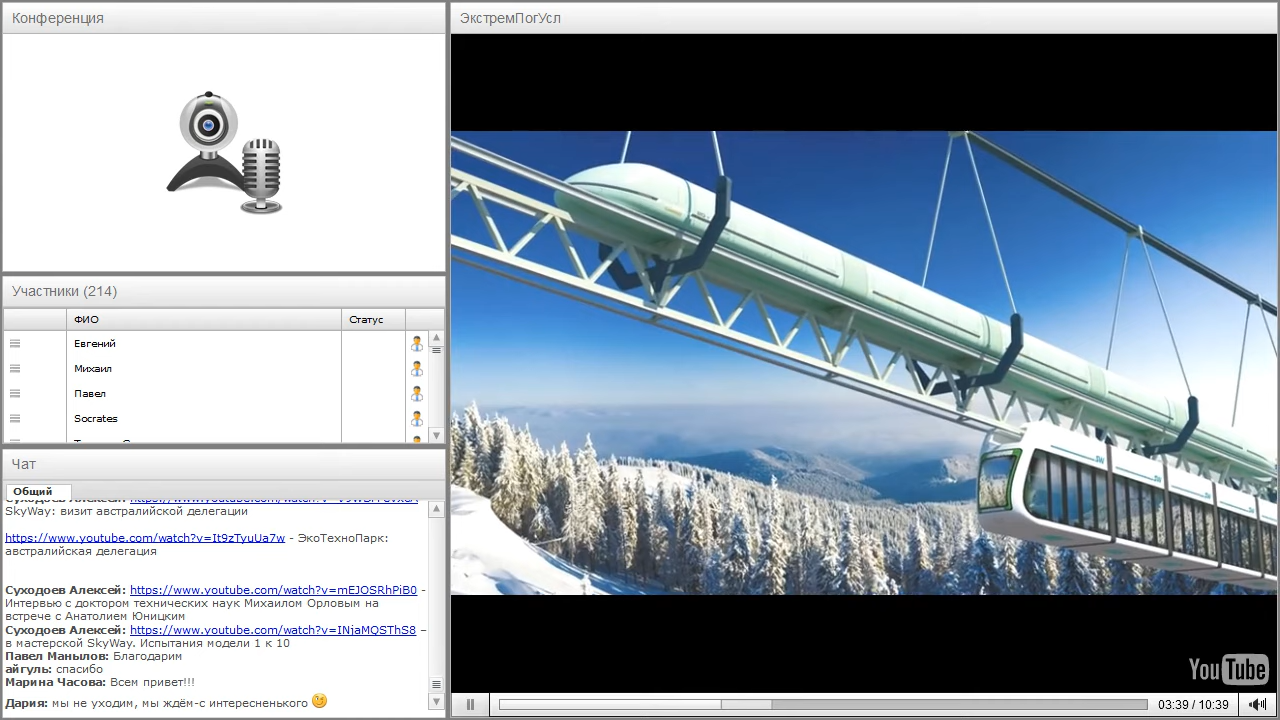 Конференция
ЭкстремПогУсл
Участники (214)
ФИО
Статус
Евгений
Михаил
Павел
Socrates
Чат
Общий
SkyWay: визит австралийской делегации
https://www.youtube.com/watch?v=It9zTyuUa7w - ЭкоТехноПарк:
австралийская делегация
Суходоев Алексей: https://www.youtube.com/watch?v=mEJOSRhPiB0 -
Интервью с доктором технических наук Михаилом Орловым на
встрече с Анатолием Юницким
Суходоев Алексей: https://www.youtube.com/watch?v=INjaMQSThS8 –
в мастерской SkyWay. Испытания модели 1 к 10
Павел Манылов: Благодарим
айгуль: спасибо
Марина Часова: Всем привет!!!
Дария: мы не уходим, мы ждём-с интересненького
SW
YouTube
03:39 / 10:39